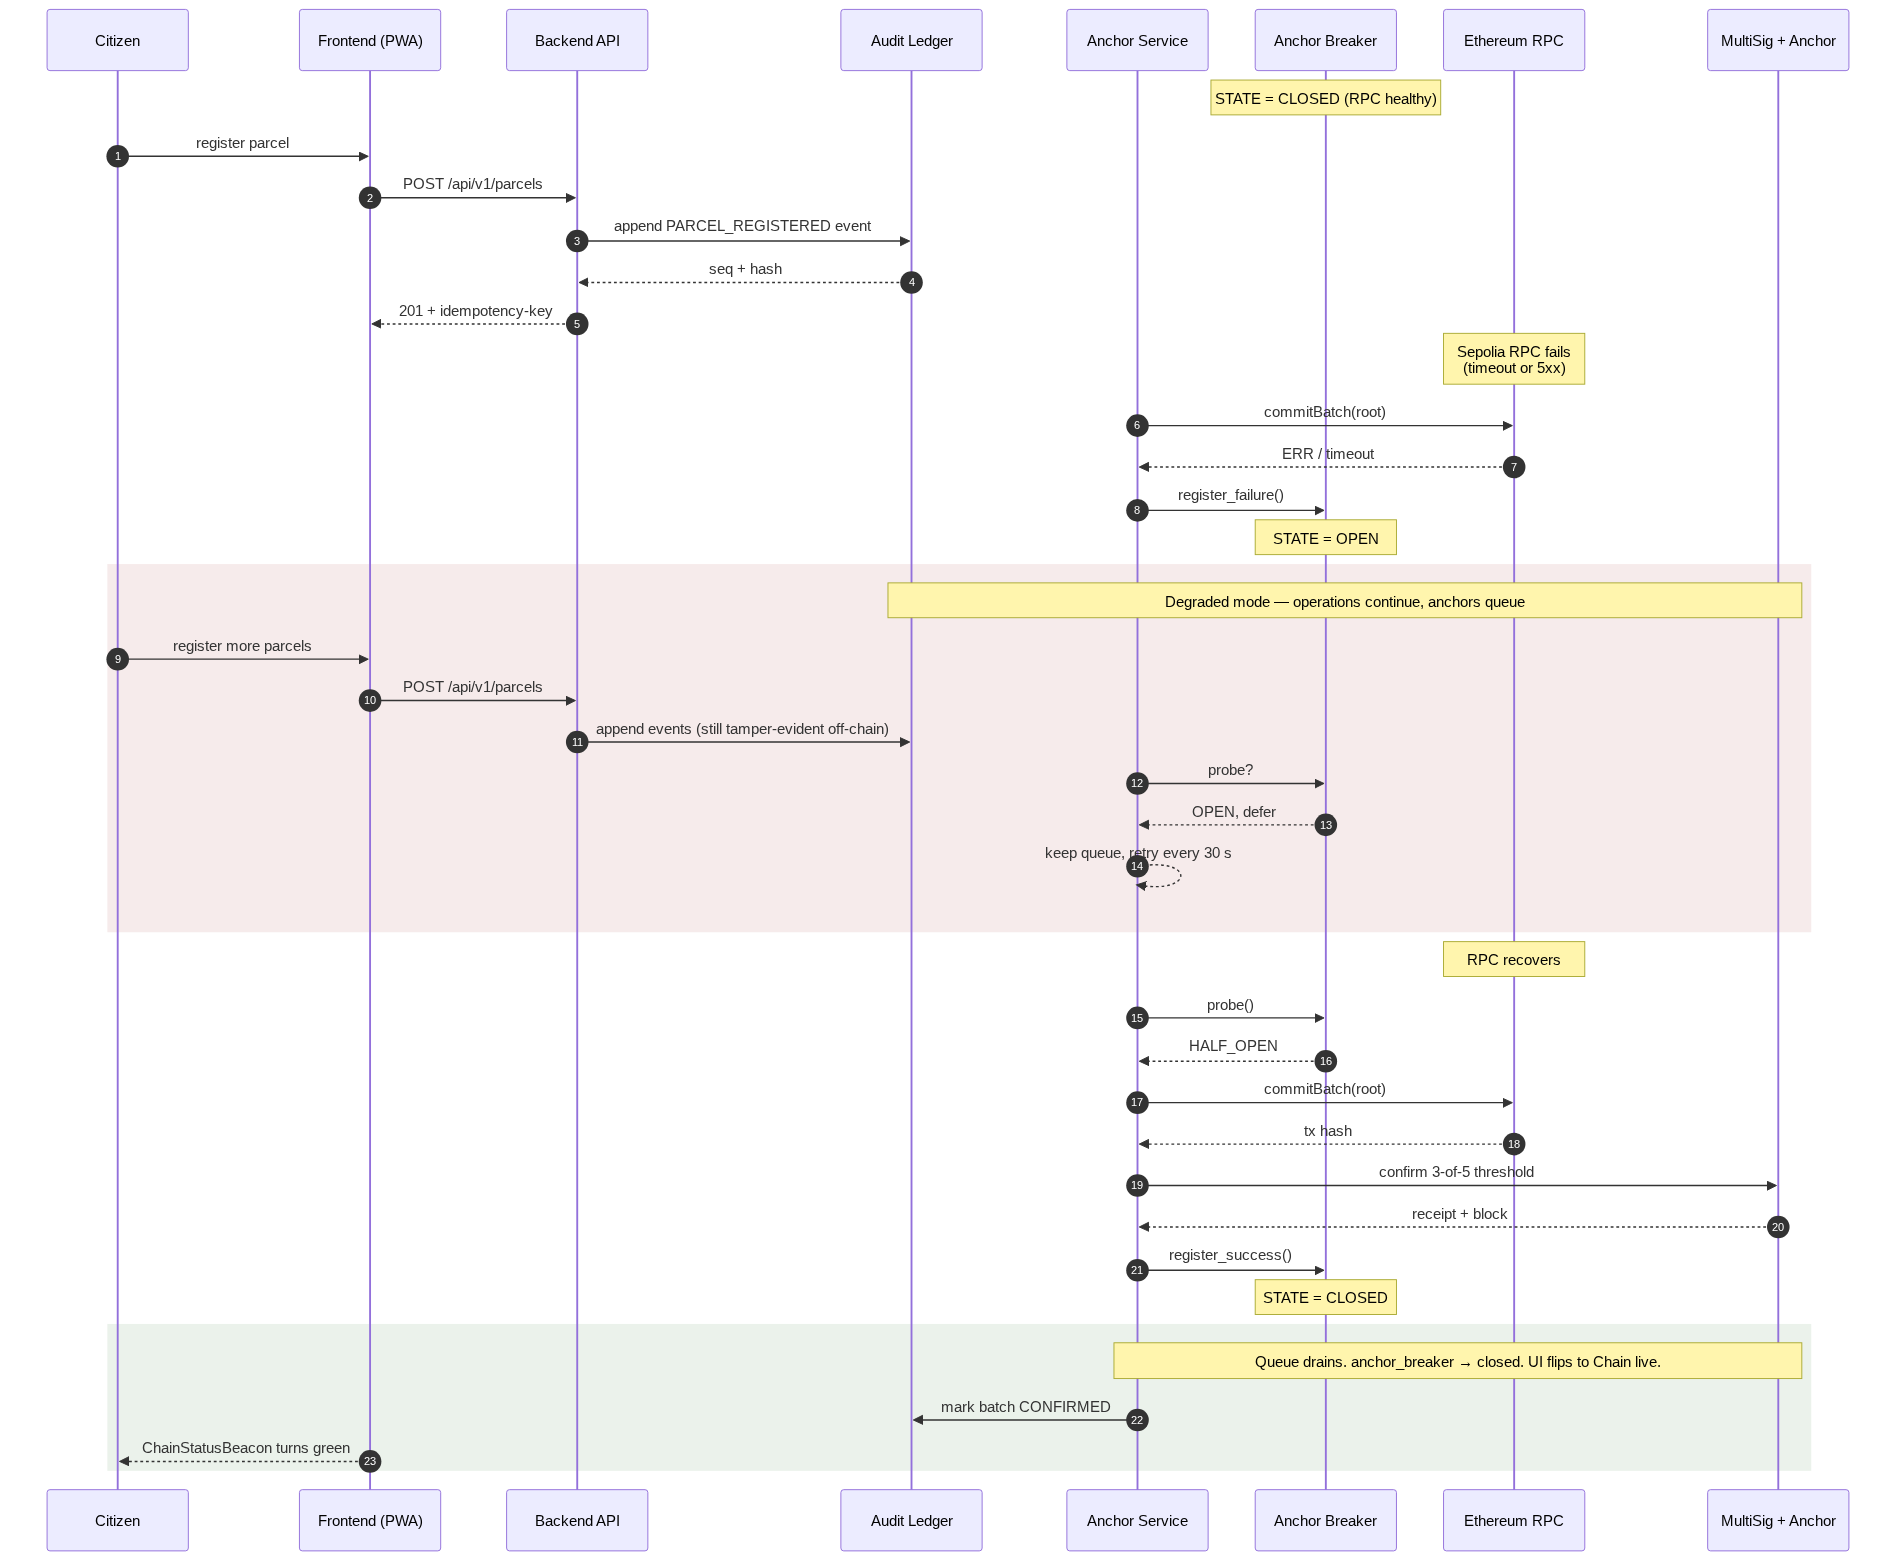 Citizen
Frontend (PWA)
Backend API
Audit Ledger
Anchor Service
Anchor Breaker
Ethereum RPC
MultiSig + Anchor
STATE = CLOSED (RPC healthy)
1
register parcel
2
POST /api/v1/parcels
3
append PARCEL_REGISTERED event
seq + hash
4
201 + idempotency-key
5
Sepolia RPC fails
(timeout or 5xx)
6
commitBatch(root)
ERR / timeout
7
8
register_failure()
STATE = OPEN
Degraded mode — operations continue, anchors queue
9
register more parcels
10
POST /api/v1/parcels
11
append events (still tamper-evident off-chain)
12
probe?
OPEN, defer
13
keep queue, retry every 30 s
14
RPC recovers
15
probe()
HALF_OPEN
16
17
commitBatch(root)
tx hash
18
19
confirm 3-of-5 threshold
receipt + block
20
21
register_success()
STATE = CLOSED
Queue drains. anchor_breaker → closed. UI flips to Chain live.
mark batch CONFIRMED
22
ChainStatusBeacon turns green
23
Citizen
Frontend (PWA)
Backend API
Audit Ledger
Anchor Service
Anchor Breaker
Ethereum RPC
MultiSig + Anchor